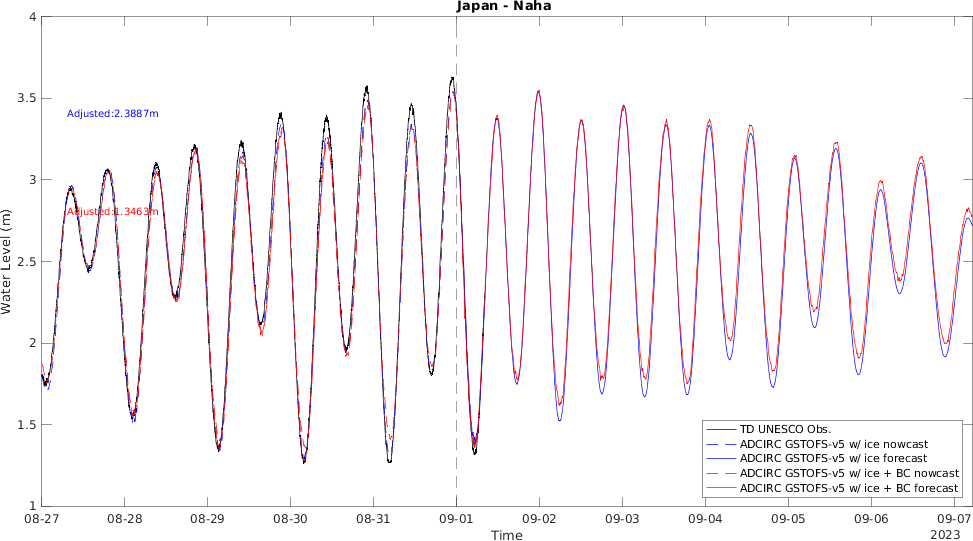 Japan - Naha
4
3.5
3
2.5
2
1.5
1
Water Level (m)
Adjusted:2.3887m
Adjusted:1.3463m
TD UNESCO Obs.
ADCIRC GSTOFS-v5 w/ ice nowcast
ADCIRC GSTOFS-v5 w/ ice forecast
ADCIRC GSTOFS-v5 w/ ice + BC nowcast
ADCIRC GSTOFS-v5 w/ ice + BC forecast
08-27 08-28 08-29 08-30 08-31 09-01 09-02 09-03 09-04 09-05 09-06 09-07
2023
Time